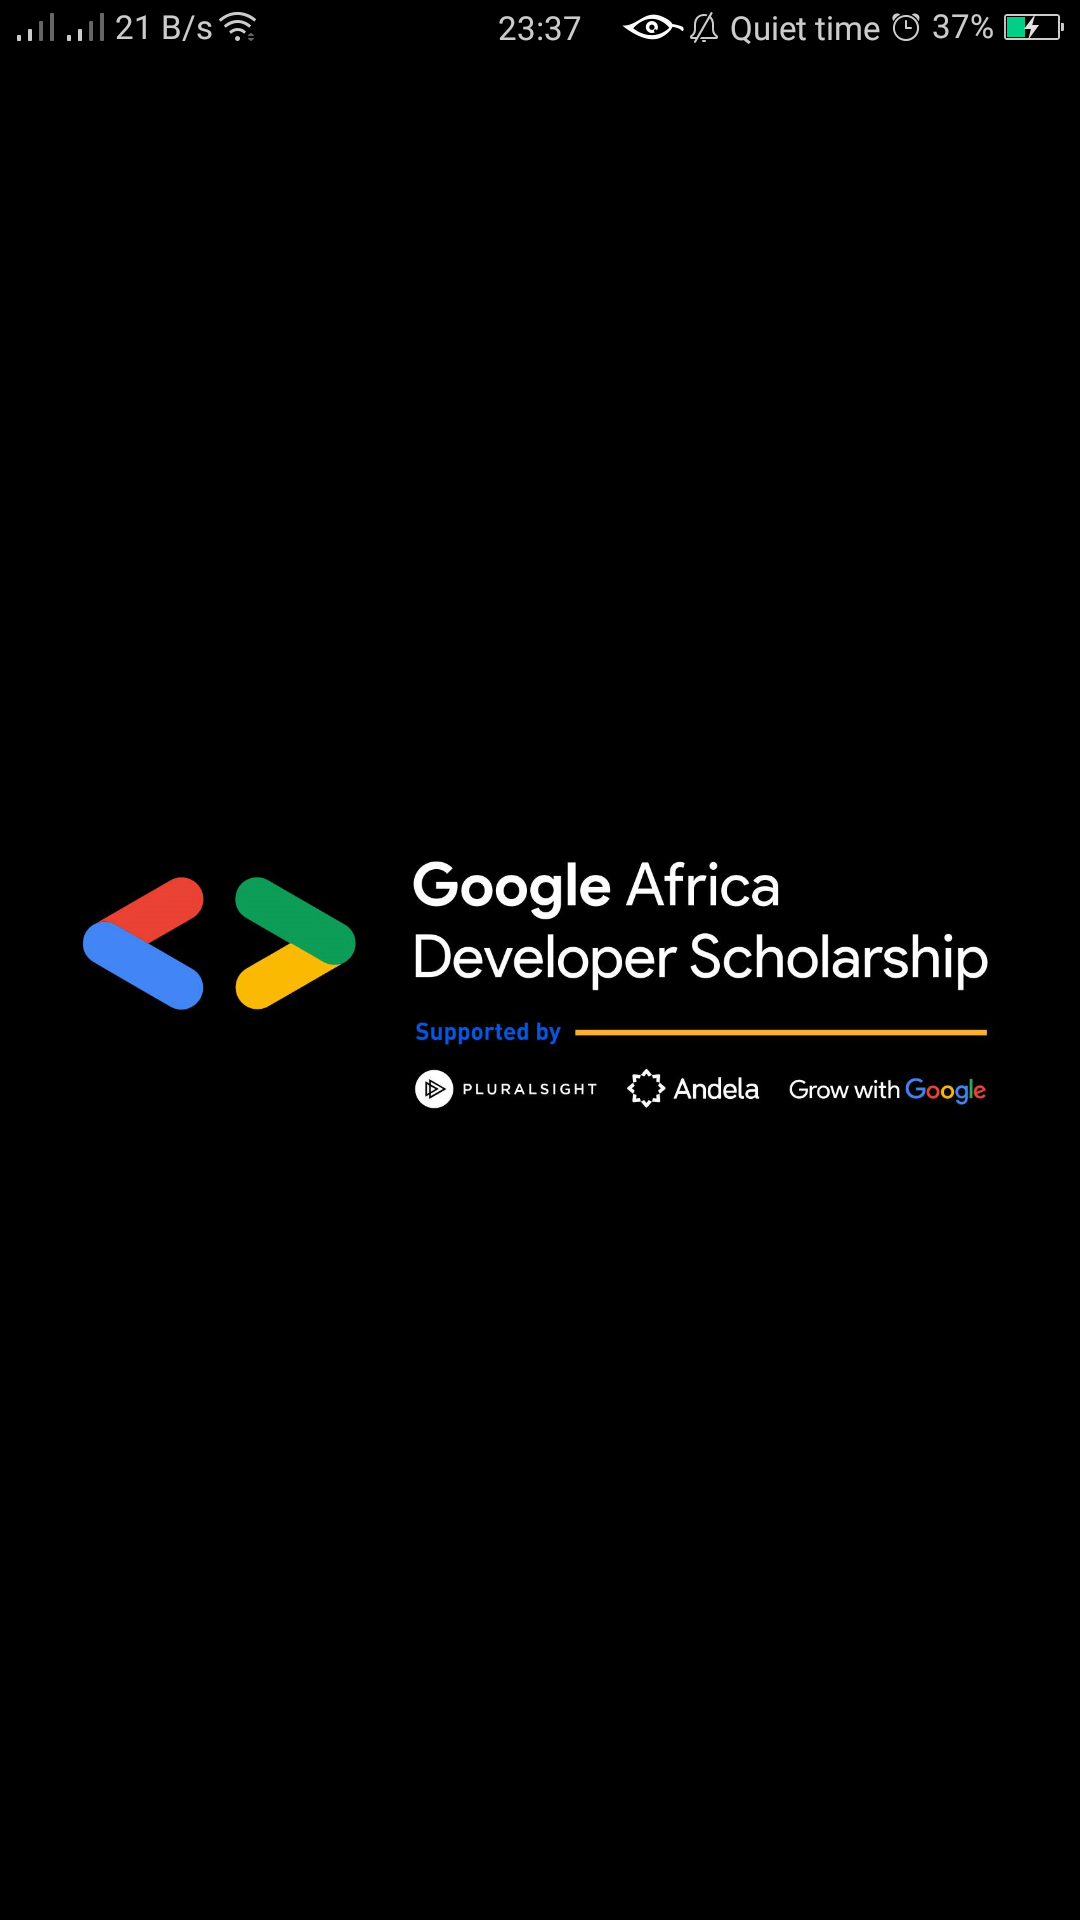 21 B/s 23:37 Quiet time 37%
Google Africa
Developer Scholarship
Supported by
PLURALSIGHT Andela Grow with Google